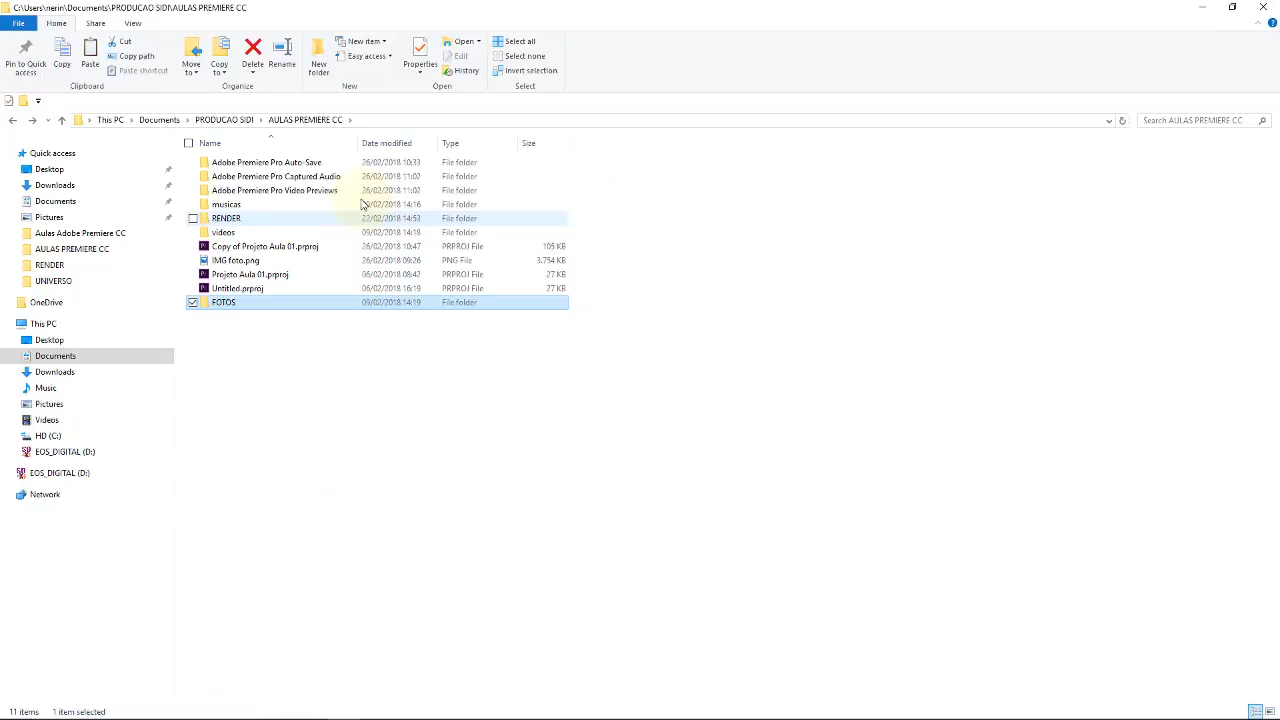 C:\Users\nerin\Documents\PRODUCAO SIDI\AULAS PREMIERE CC
File Home Share View
Pin to Quick access
Copy
Paste
Cut
Copy path
Paste shortcut
Clipboard
Move to
Copy to
Delete
Rename
Organize
New folder
New item
Easy access
New
Properties
Open
Edit
History
Open
Select all
Select none
Invert selection
Select
This PC Documents PRODUCAO SIDI AULAS PREMIERE CC
Search AULAS PREMIERE CC
Quick access
Desktop
Downloads
Documents
Pictures
Aulas Adobe Premiere CC
AULAS PREMIERE CC
RENDER
UNIVERSO
OneDrive
This PC
Desktop
Documents
Downloads
Music
Pictures
Videos
HD (C:)
EOS_DIGITAL (D:)
EOS_DIGITAL (D:)
Network
Name Date modified Type Size
Adobe Premiere Pro Auto-Save 26/02/2018 10:33 File folder
Adobe Premiere Pro Captured Audio 26/02/2018 11:02 File folder
Adobe Premiere Pro Video Previews 26/02/2018 11:02 File folder
musicas /02/2018 14:16 File folder
RENDER 22/02/2018 14:53 File folder
videos 09/02/2018 14:18 File folder
Copy of Projeto Aula 01.prproj 26/02/2018 10:47 PRPROJ File 105 KB
IMG foto.png 26/02/2018 09:26 PNG File 3.754 KB
Projeto Aula 01.prproj 06/02/2018 08:42 PRPROJ File 27 KB
Untitled.prproj 06/02/2018 16:19 PRPROJ File 27 KB
FOTOS 09/02/2018 14:19 File folder
11 items 1 item selected